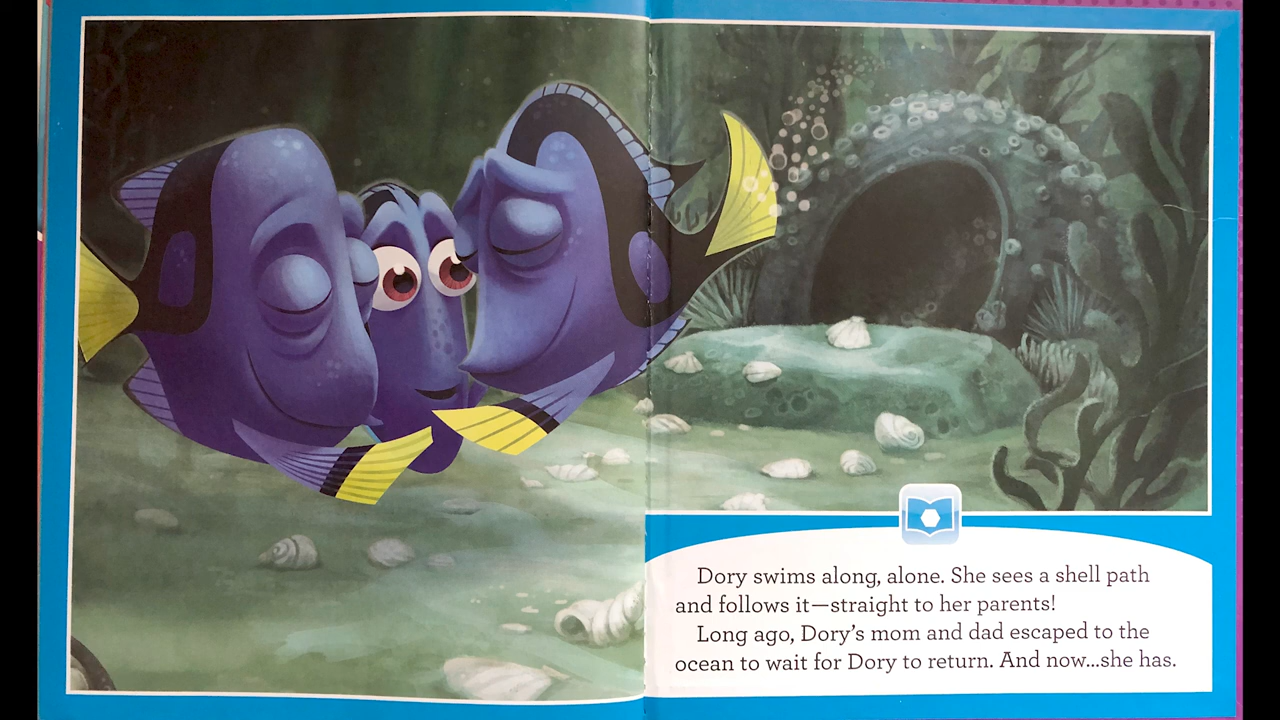 Dory swims along, alone. She sees a shell path
and follows it—straight to her parents!
Long ago, Dory’s mom and dad escaped to the
ocean to wait for Dory to return. And now...she has.